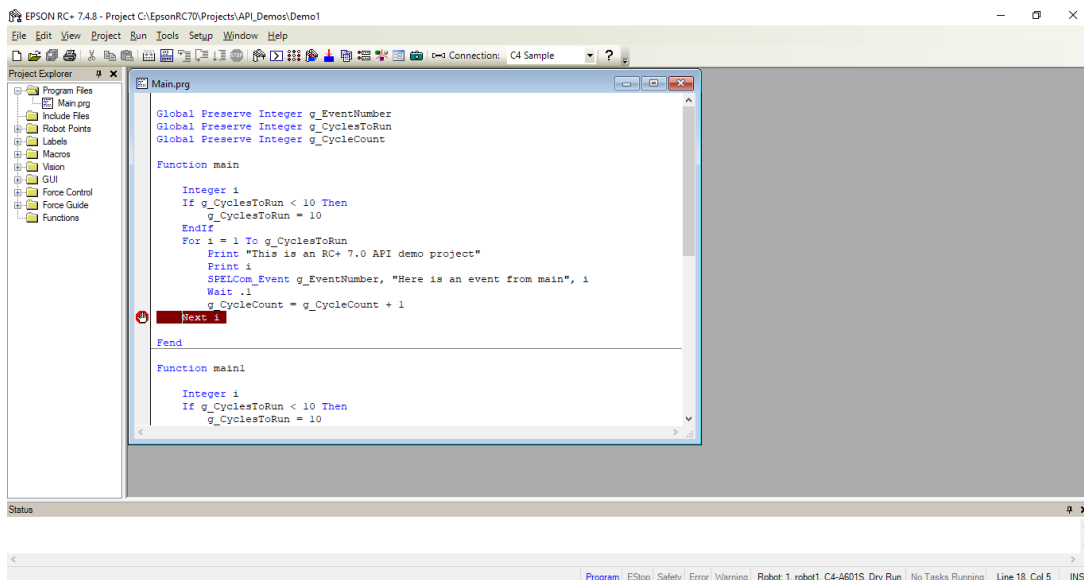 EPSON RC+ 7.4.8 - Project C:\EpsonRC70\Projects\API_Demos\Demo1
File Edit View Project Run Tools Setup Window Help
Connection: C4 Sample
Project Explorer
Program Files
Main.prg
Include Files
Robot Points
Labels
Macros
Vision
GUI
Force Control
Force Guide
Functions
Main.prg
Global Preserve Integer g_EventNumber
Global Preserve Integer g_CyclesToRun
Global Preserve Integer g_CycleCount
Function main
Integer i
If g_CyclesToRun < 10 Then
g_CyclesToRun = 10
EndIf
For i = 1 To g_CyclesToRun
Print "This is an RC+ 7.0 API demo project"
Print i
SPELCom_Event g_EventNumber, "Here is an event from main", i
Wait .1
g_CycleCount = g_CycleCount + 1
Next i
Fend
Function main1
Integer i
If g_CyclesToRun < 10 Then
g_CyclesToRun = 10
Status
Program EStop Safety Error Warning Robot: 1, robot1, C4-A601S, Dry Run No Tasks Running Line 18, Col 5 INS